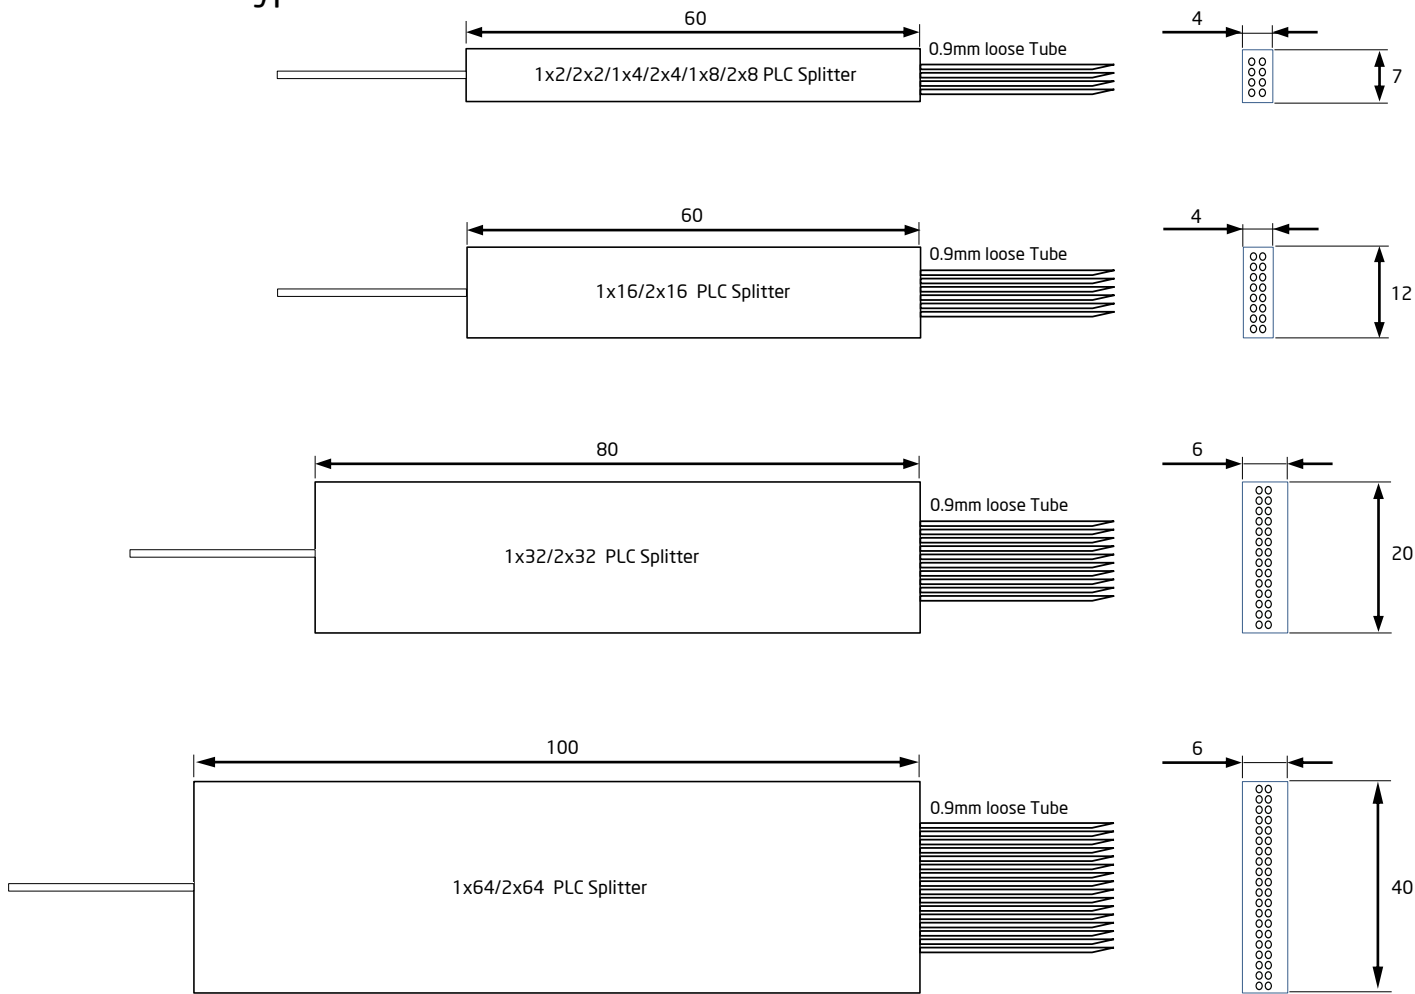 60
4
0.9mm loose Tube
1x2/2x2/1x4/2x4/1x8/2x8 PLC Splitter
7
60
4
0.9mm loose Tube
1x16/2x16 PLC Splitter
12
80
6
0.9mm loose Tube
1x32/2x32 PLC Splitter
20
100
6
0.9mm loose Tube
1x64/2x64 PLC Splitter
40